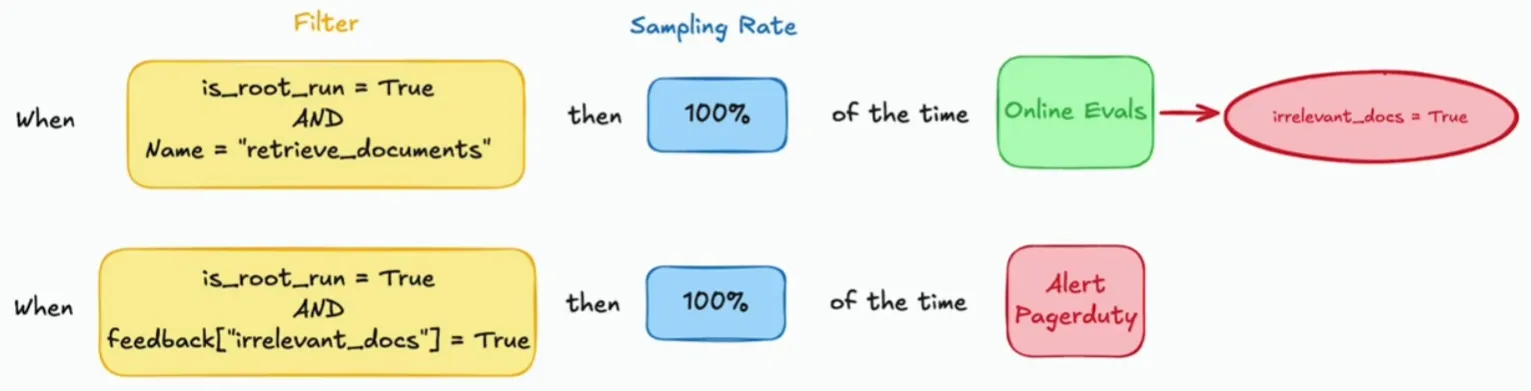 Filter
Sampling Rate
When
is_root_run = True
AND
Name = "retrieve_documents"
then
100%
of the time
Online Evals
irrelevant_docs = True
When
is_root_run = True
AND
feedback["irrelevant_docs"] = True
then
100%
of the time
Alert
Pagerduty